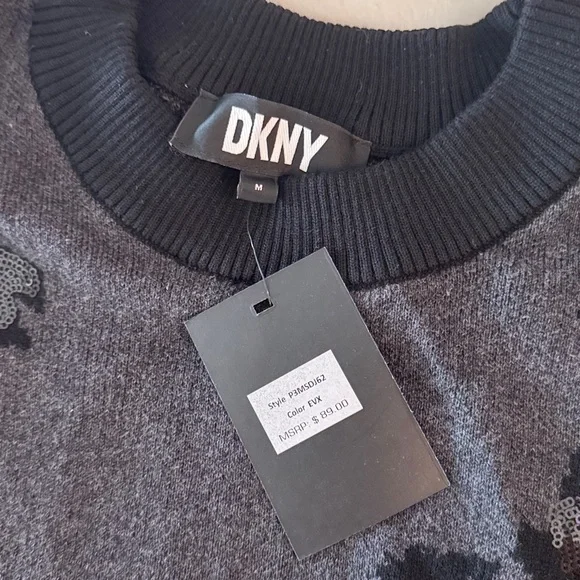 DKNY
M
Style P3MSDJ62
Color EVX
MSRP: $ 89.00